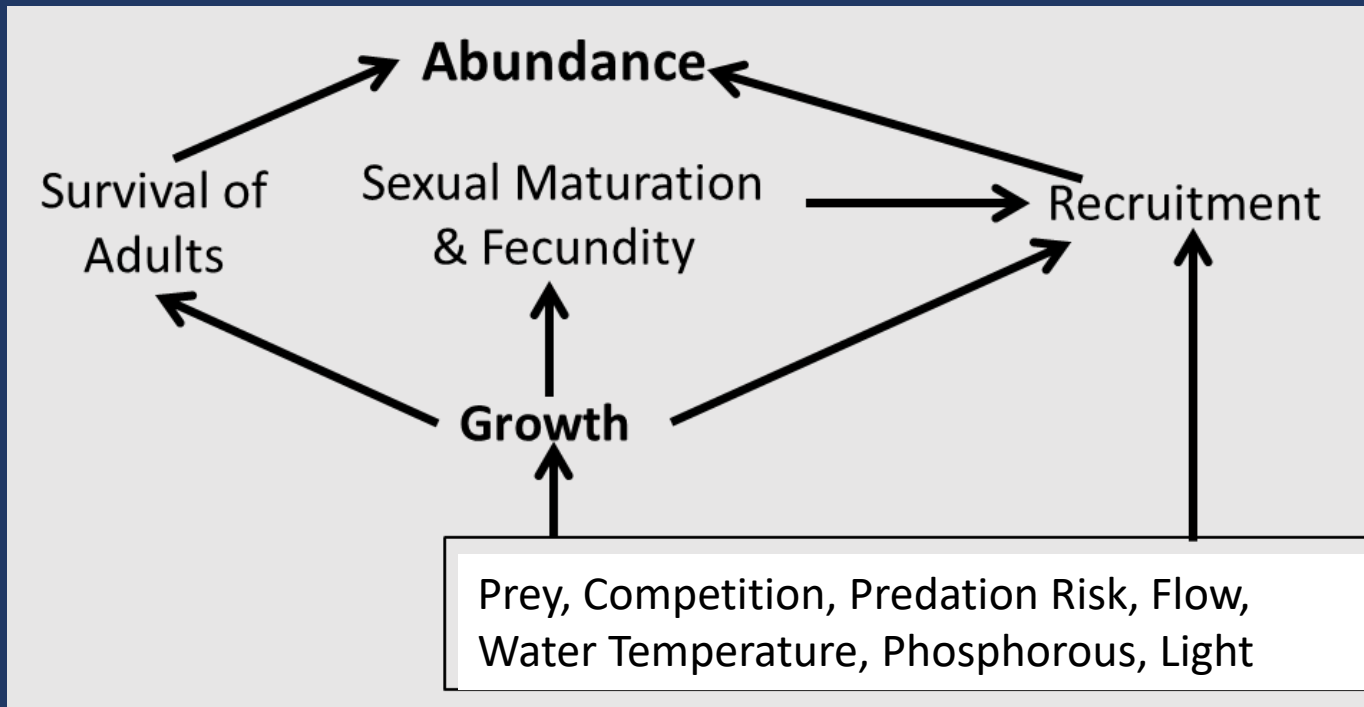 Abundance
Survival of
Adults
Sexual Maturation
& Fecundity
Recruitment
Growth
Prey, Competition, Predation Risk, Flow,
Water Temperature, Phosphorous, Light